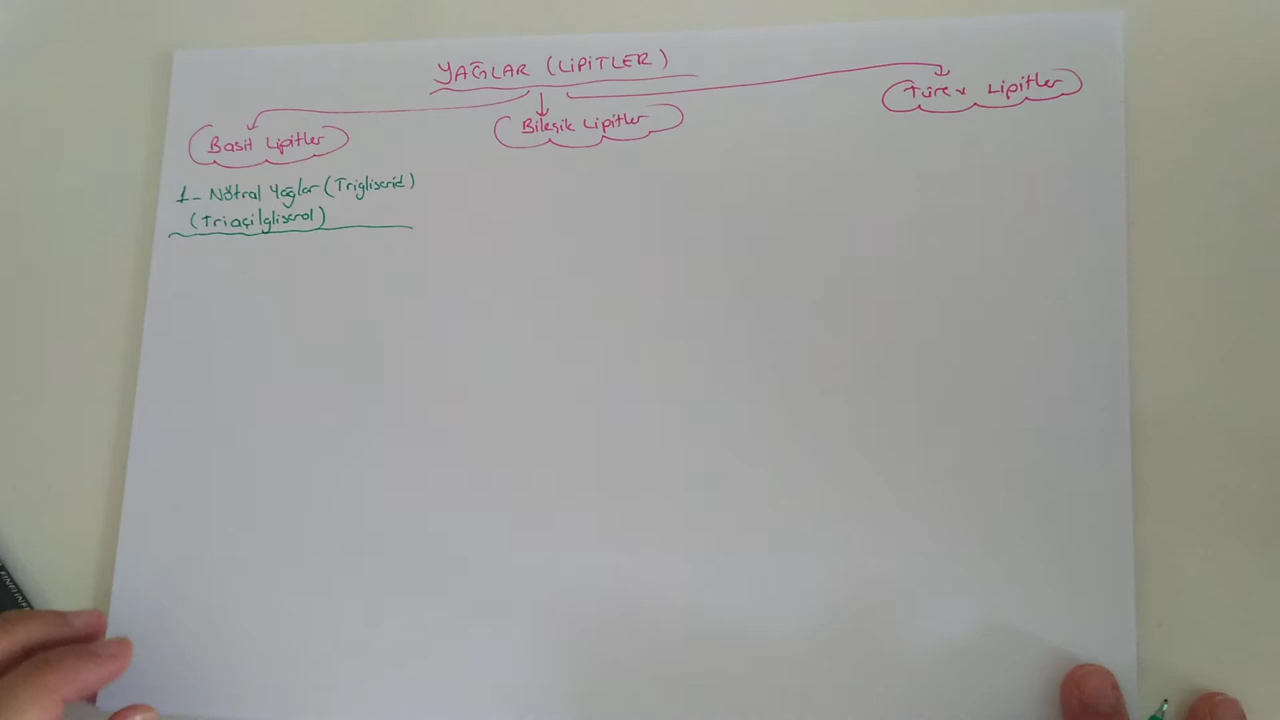 YAĞLAR (LİPİTLER)
Basit Lipitler
Bileşik Lipitler
Türev Lipitler
1- Nötral Yağlar (Trigliserid)
(Triaçilgliserol)